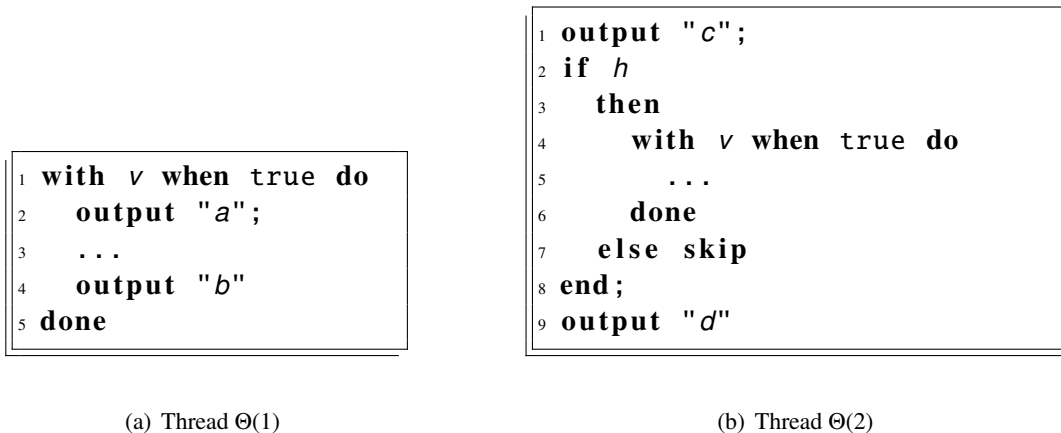 1 with v when true do
2 output "a";
3 ...
4 output "b"
5 done
(a) Thread Θ(1)
1 output "c";
2 if h
3 then
4 with v when true do
5 ...
6 done
7 else skip
8 end;
9 output "d"
(b) Thread Θ(2)